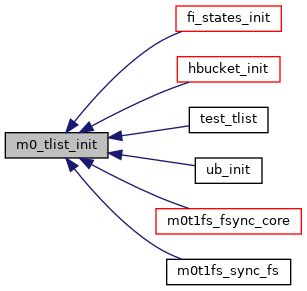 fi_states_init
hbucket_init
test_tlist
m0_tlist_init
ub_init
m0t1fs_fsync_core
m0t1fs_sync_fs